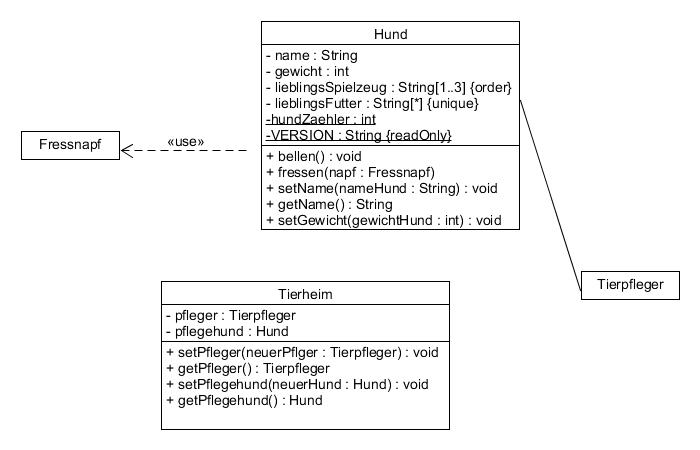 Hund
- name : String
- gewicht : int
- lieblingsSpielzeug : String[1..3] {order}
- lieblingsFutter : String[*] {unique}
-hundZaehler : int
-VERSION : String {readOnly}
+ bellen() : void
+ fressen(napf : Fressnapf)
+ setName(nameHund : String) : void
+ getName() : String
+ setGewicht(gewichtHund : int) : void
«use»
Fressnapf
Tierpfleger
Tierheim
- pfleger : Tierpfleger
- pflegehund : Hund
+ setPfleger(neuerPflger : Tierpfleger) : void
+ getPfleger() : Tierpfleger
+ setPflegehund(neuerHund : Hund) : void
+ getPflegehund() : Hund